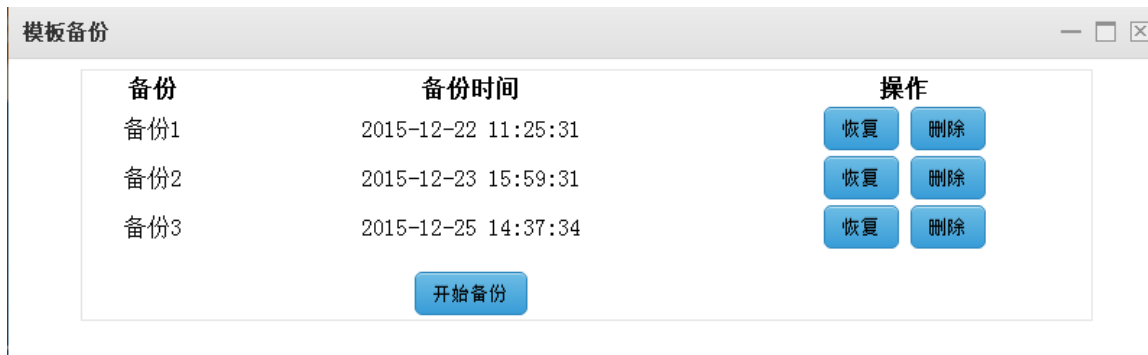 模板备份
备份 备份时间 操作
备份1 2015-12-22 11:25:31 恢复 删除
备份2 2015-12-23 15:59:31 恢复 删除
备份3 2015-12-25 14:37:34 恢复 删除
开始备份